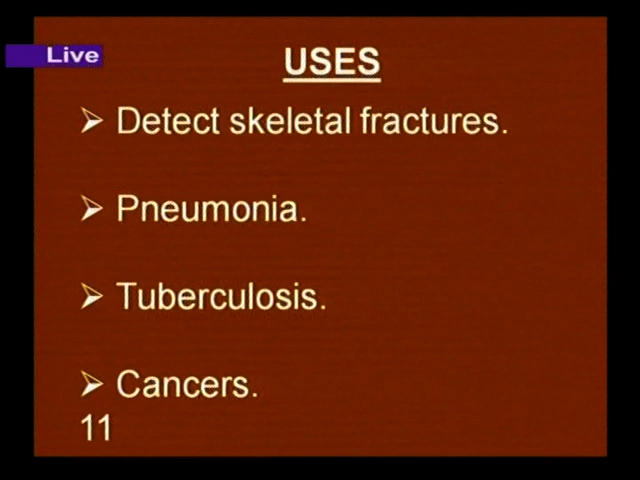 Live
USES
➢ Detect skeletal fractures.
➢ Pneumonia.
➢ Tuberculosis.
➢ Cancers.
11